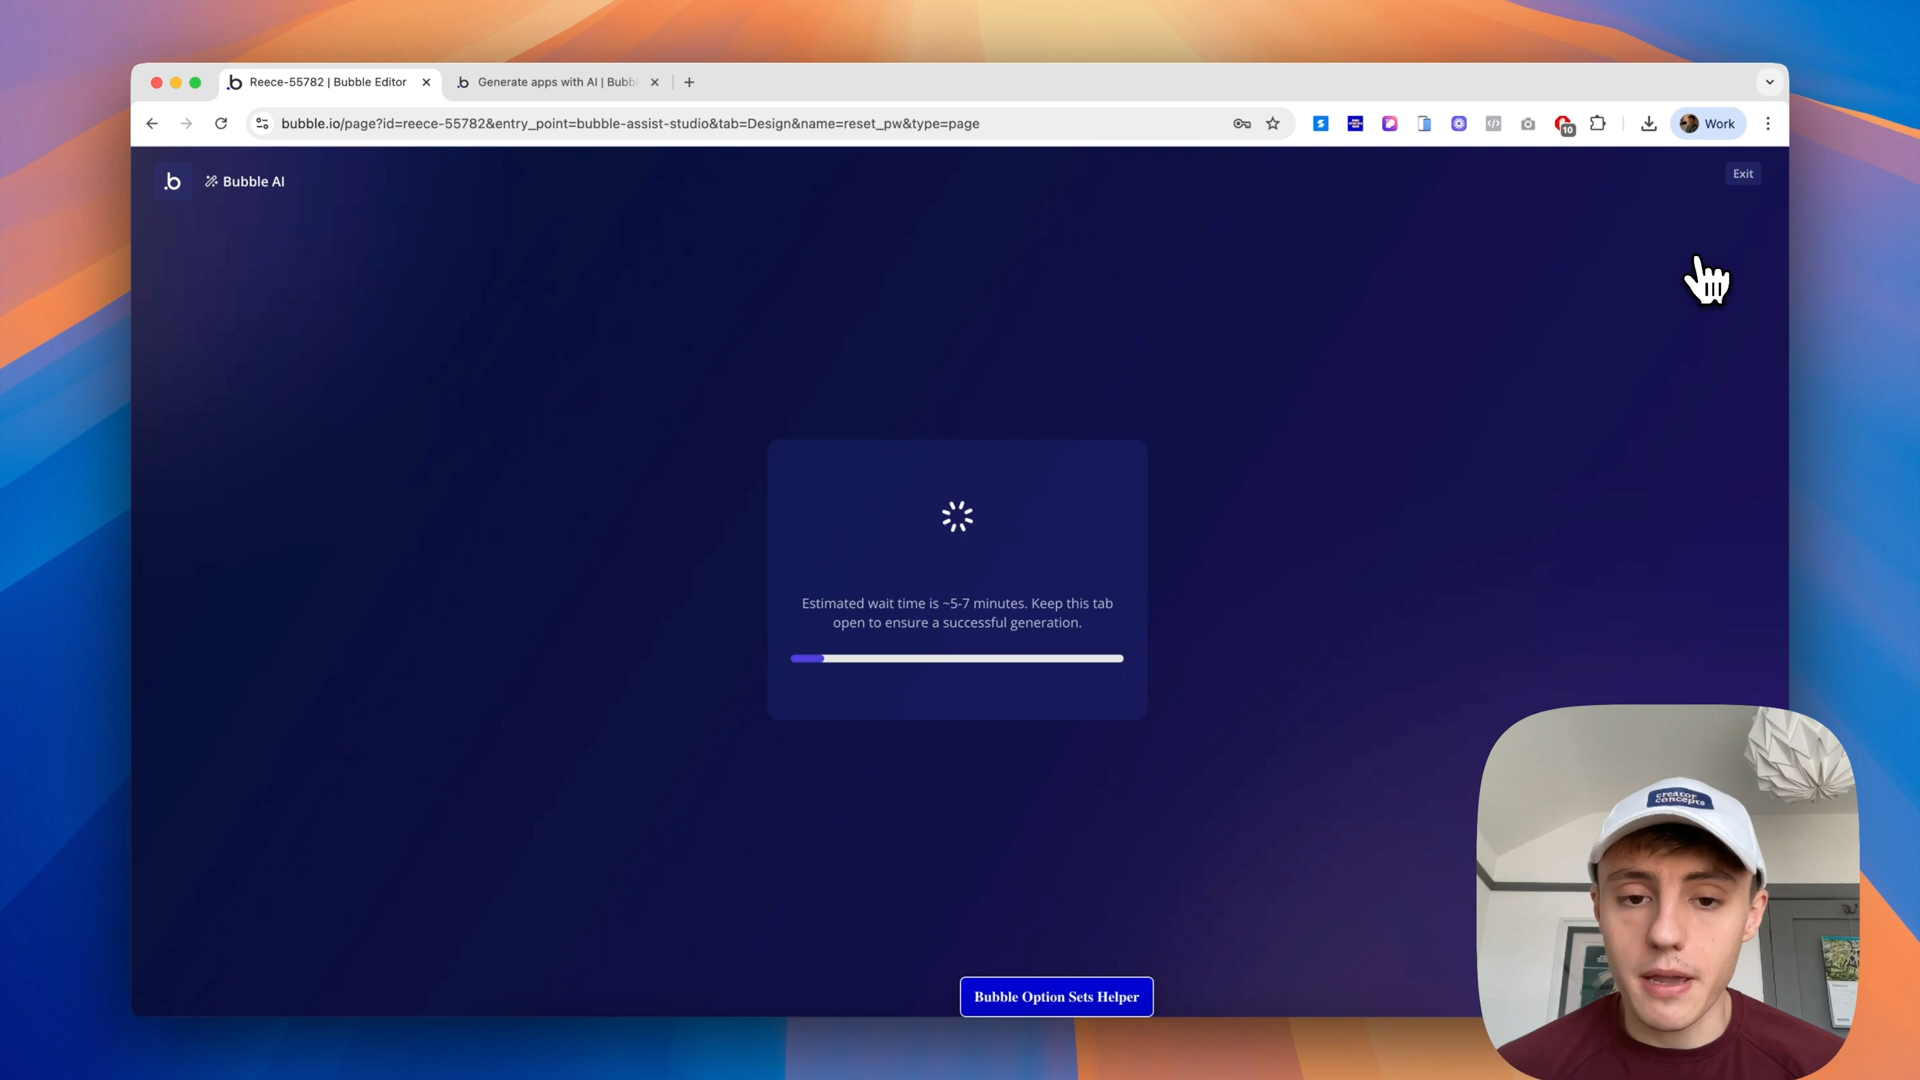 Reece-55782 | Bubble Editor
Generate apps with AI | Bubb
bubble.io/page?id=reece-55782&entry_point=bubble-assist-studio&tab=Design&name=reset_pw&type=page
10
Work
.b
Bubble AI
Exit
Estimated wait time is ~5-7 minutes. Keep this tab
open to ensure a successful generation.
Bubble Option Sets Helper
creator
concepts